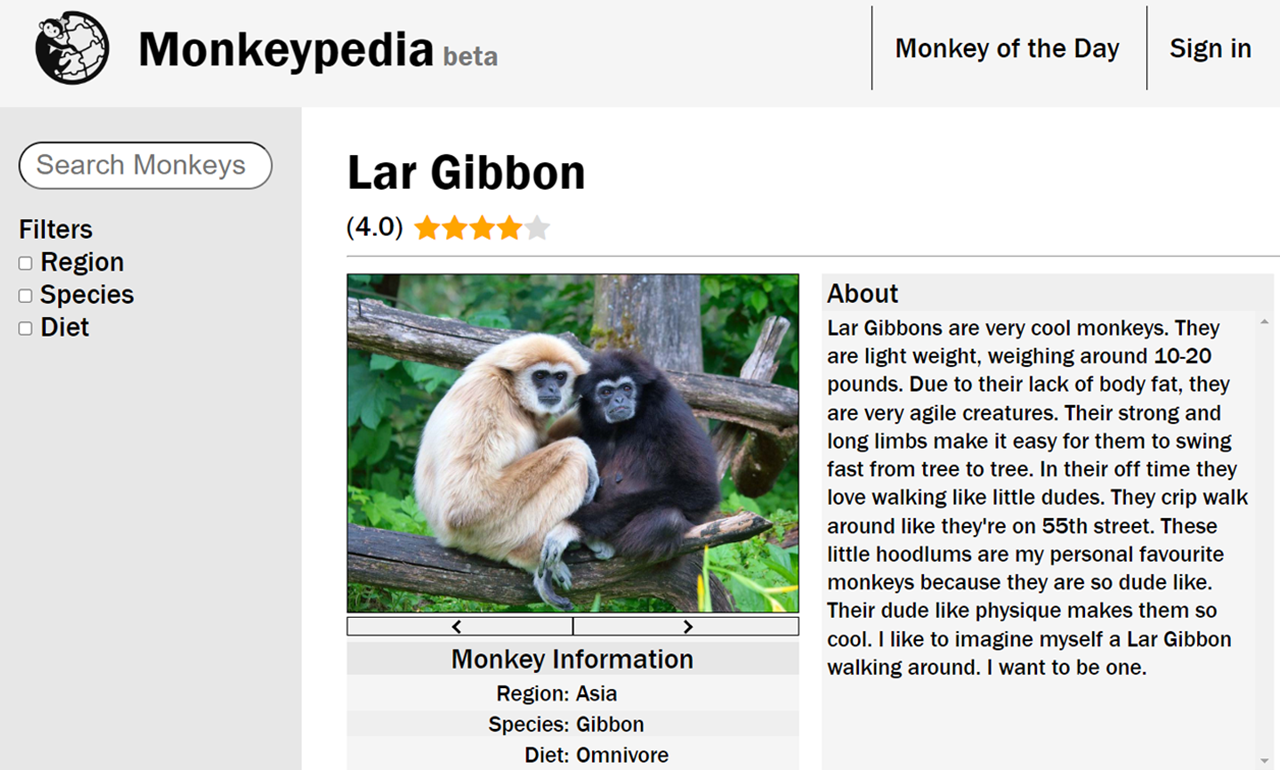 Monkeypedia beta
Monkey of the Day
Sign in
Search Monkeys
Filters
Region
Species
Diet
Lar Gibbon
(4.0)
About
Lar Gibbons are very cool monkeys. They
are light weight, weighing around 10-20
pounds. Due to their lack of body fat, they
are very agile creatures. Their strong and
long limbs make it easy for them to swing
fast from tree to tree. In their off time they
love walking like little dudes. They crip walk
around like they're on 55th street. These
little hoodlums are my personal favourite
monkeys because they are so dude like.
Their dude like physique makes them so
cool. I like to imagine myself a Lar Gibbon
walking around. I want to be one.
Monkey Information
Region: Asia
Species: Gibbon
Diet: Omnivore